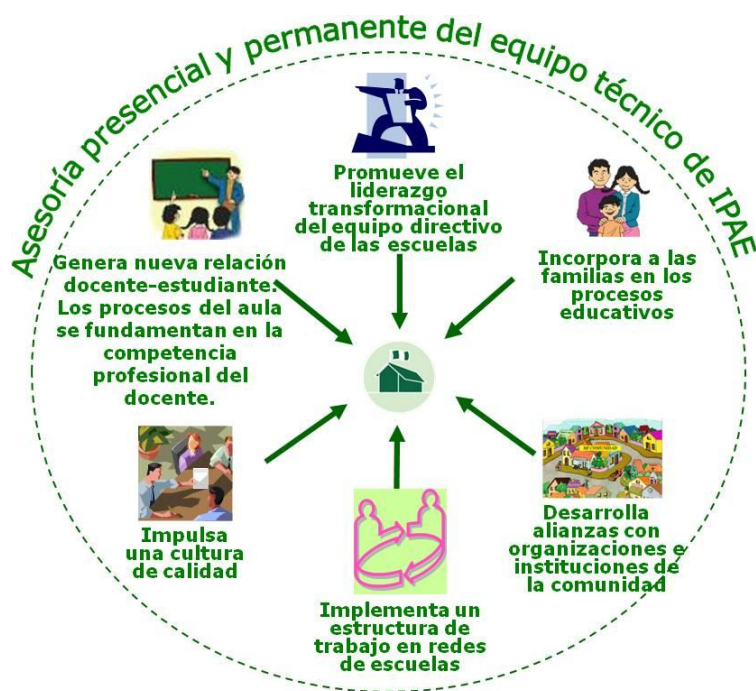 Asesoría presencial y permanente del equipo técnico de IPAE
Promueve el
liderazgo
transformacional
del equipo directivo
de las escuelas
Genera nueva relación
docente-estudiante.
Los procesos del aula
se fundamentan en la
competencia
profesional del
docente.
Incorpora a las
familias en los
procesos
educativos
Impulsa
una cultura
de calidad
Implementa un
estructura de
trabajo en redes
de escuelas
Desarrolla
alianzas con
organizaciones e
instituciones de
la comunidad